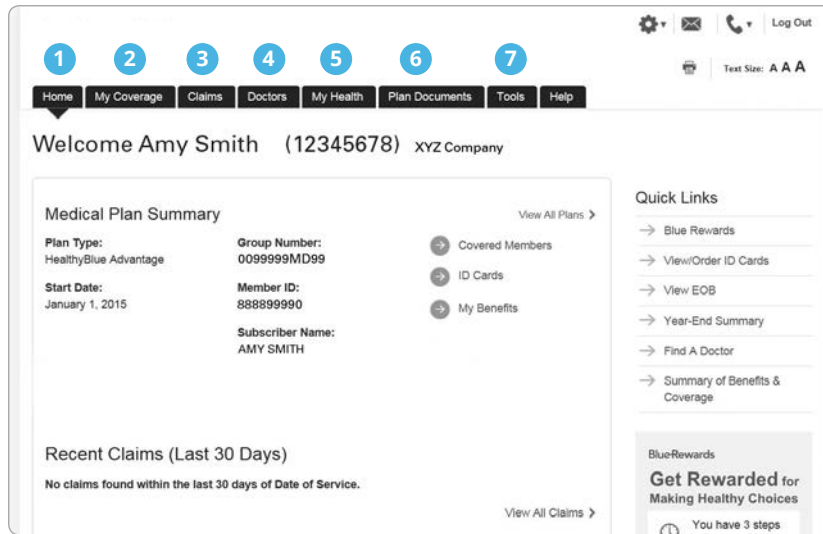 Log Out
1 2 3 4 5 6 7
Text Size: A A A
Home My Coverage Claims Doctors My Health Plan Documents Tools Help
Welcome Amy Smith (12345678) XYZ Company
Medical Plan Summary
View All Plans
Plan Type:
HealthyBlue Advantage
Start Date:
January 1, 2015
Group Number:
0099999MD99
Member ID:
888899990
Subscriber Name:
AMY SMITH
Covered Members
ID Cards
My Benefits
Recent Claims (Last 30 Days)
No claims found within the last 30 days of Date of Service.
View All Claims
Quick Links
Blue Rewards
View/Order ID Cards
View EOB
Year-End Summary
Find A Doctor
Summary of Benefits &
Coverage
BlueRewards
Get Rewarded for
Making Healthy Choices
You have 3 steps